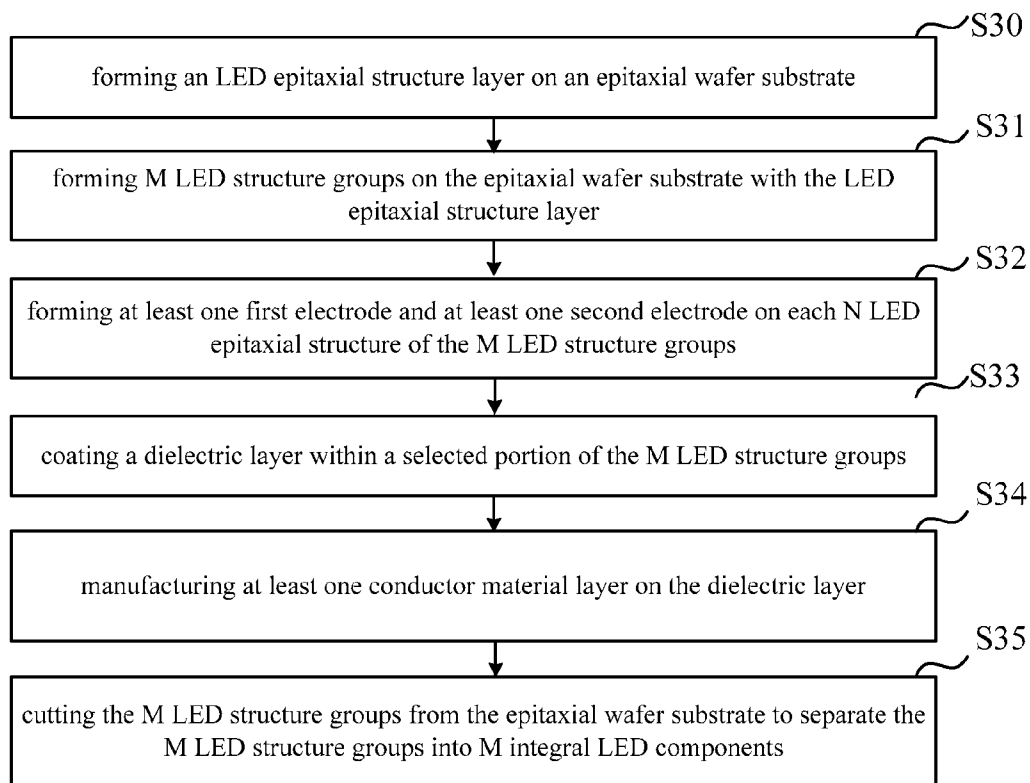 S30
forming an LED epitaxial structure layer on an epitaxial wafer substrate
S31
forming M LED structure groups on the epitaxial wafer substrate with the LED
epitaxial structure layer
S32
forming at least one first electrode and at least one second electrode on each N LED
epitaxial structure of the M LED structure groups
S33
coating a dielectric layer within a selected portion of the M LED structure groups
S34
manufacturing at least one conductor material layer on the dielectric layer
S35
cutting the M LED structure groups from the epitaxial wafer substrate to separate the
M LED structure groups into M integral LED components